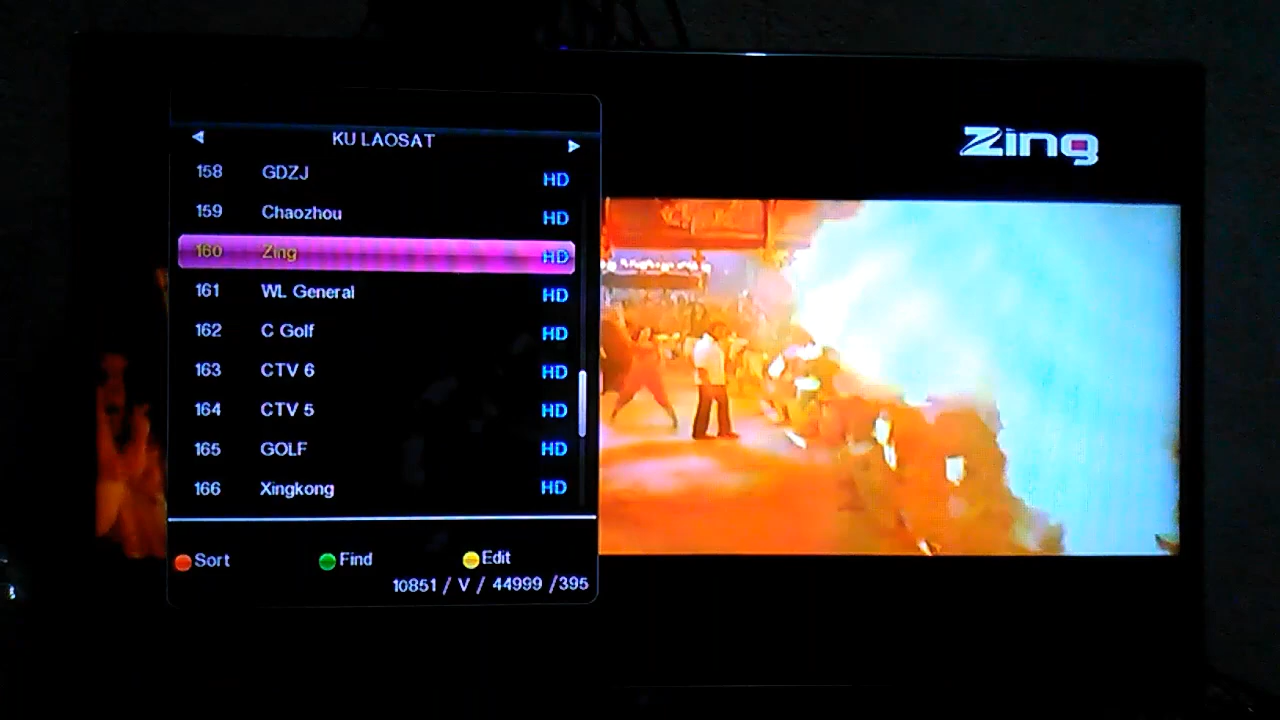 KU LAOSAT
158 GDZJ HD
159 Chaozhou HD
160 Zing HD
161 WL General HD
162 C Golf HD
163 CTV 6 HD
164 CTV 5 HD
165 GOLF HD
166 Xingkong HD
Sort Find Edit
10851 / V / 44999 /395
Zing